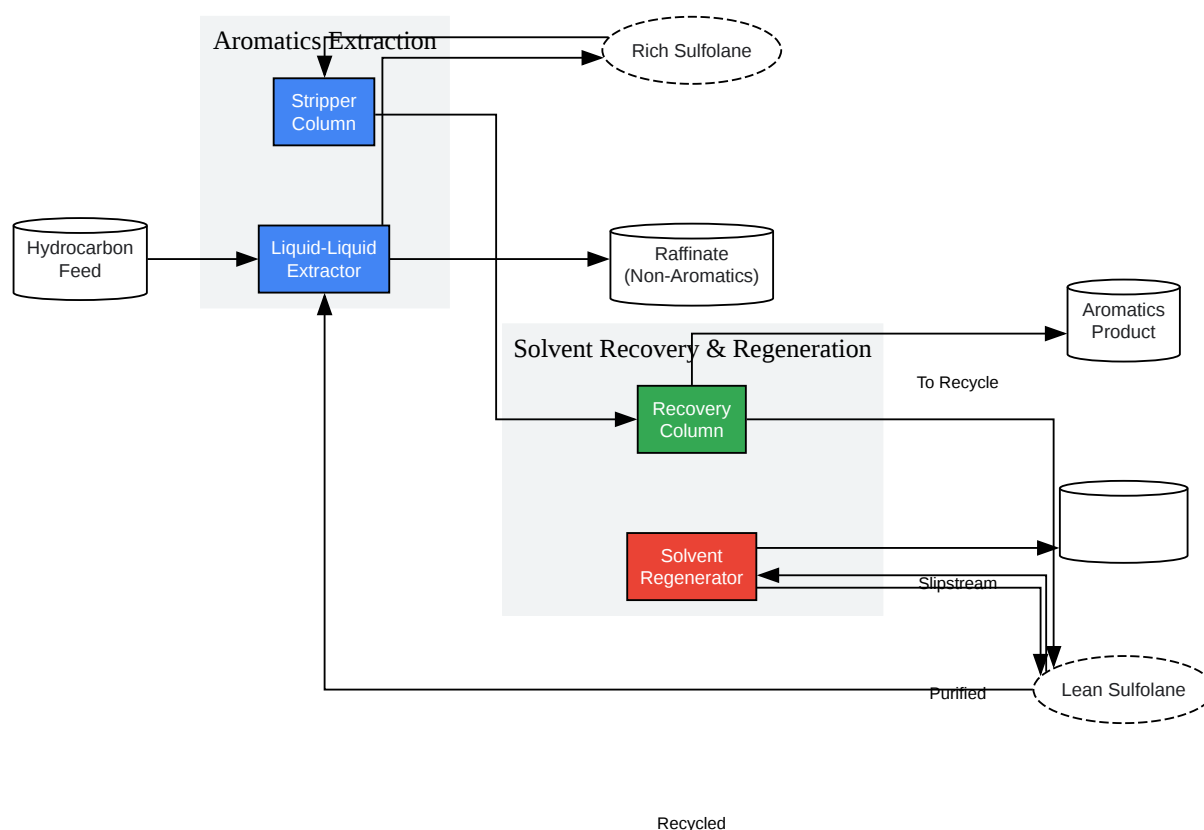 Aromatics Extraction
Rich Sulfolane
Stripper
Column
Hydrocarbon
Feed
Liquid-Liquid
Extractor
Raffinate
(Non-Aromatics)
Aromatics
Product
Solvent Recovery & Regeneration
To Recycle
Recovery
Column
Solvent
Regenerator
Slipstream
Purified
Lean Sulfolane
Recycled